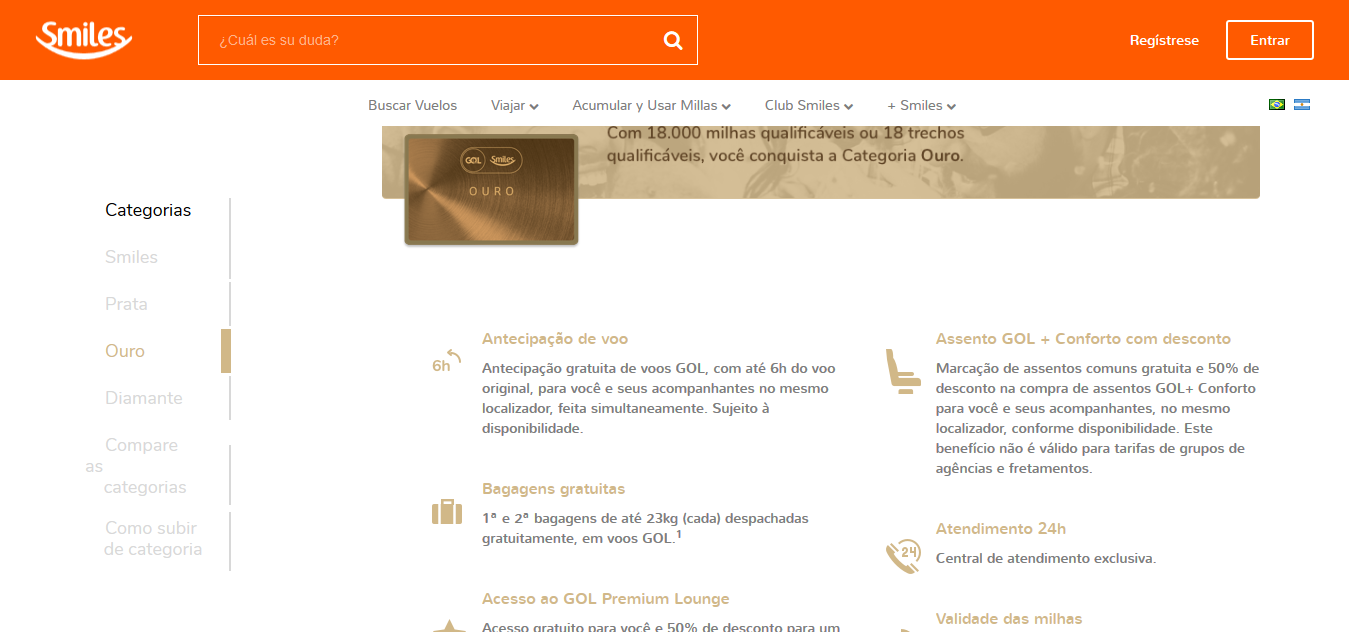 Smiles
¿Cuál es su duda?
Regístrese
Entrar
Buscar Vuelos
Viajar
Acumular y Usar Millas
Club Smiles
+ Smiles
Com 18.000 milhas qualificáveis ou 18 trechos
qualificáveis, você conquista a Categoria Ouro.
GOL Smiles
OURO
Categorias
Smiles
Prata
Ouro
Diamante
Compare
as
categorias
Como subir
de categoria
6h
Antecipação de voo
Antecipação gratuita de voos GOL, com até 6h do voo
original, para você e seus acompanhantes no mesmo
localizador, feita simultaneamente. Sujeito à
disponibilidade.
Bagagens gratuitas
1ª e 2ª bagagens de até 23kg (cada) despachadas
gratuitamente, em voos GOL.¹
Acesso ao GOL Premium Lounge
Acesso gratuito para você e 50% de desconto para um
Assento GOL + Conforto com desconto
Marcação de assentos comuns gratuita e 50% de
desconto na compra de assentos GOL+ Conforto
para você e seus acompanhantes, no mesmo
localizador, conforme disponibilidade. Este
benefício não é válido para tarifas de grupos de
agências e fretamentos.
24
Atendimento 24h
Central de atendimento exclusiva.
Validade das milhas